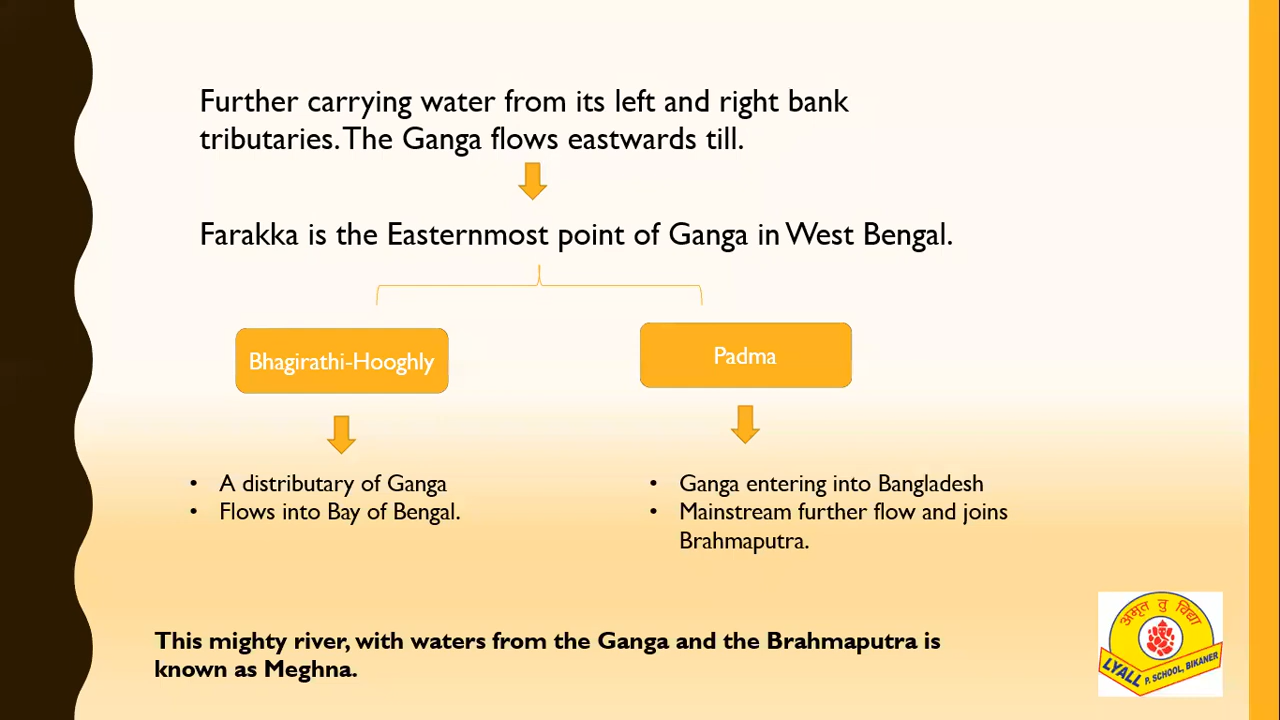 Further carrying water from its left and right bank
tributaries. The Ganga flows eastwards till.
Farakka is the Easternmost point of Ganga in West Bengal.
Bhagirathi-Hooghly
Padma
• A distributary of Ganga
• Flows into Bay of Bengal.
• Ganga entering into Bangladesh
• Mainstream further flow and joins
Brahmaputra.
This mighty river, with waters from the Ganga and the Brahmaputra is
known as Meghna.
अमृतं तु विद्या
LYALL P. SCHOOL, BIKANER